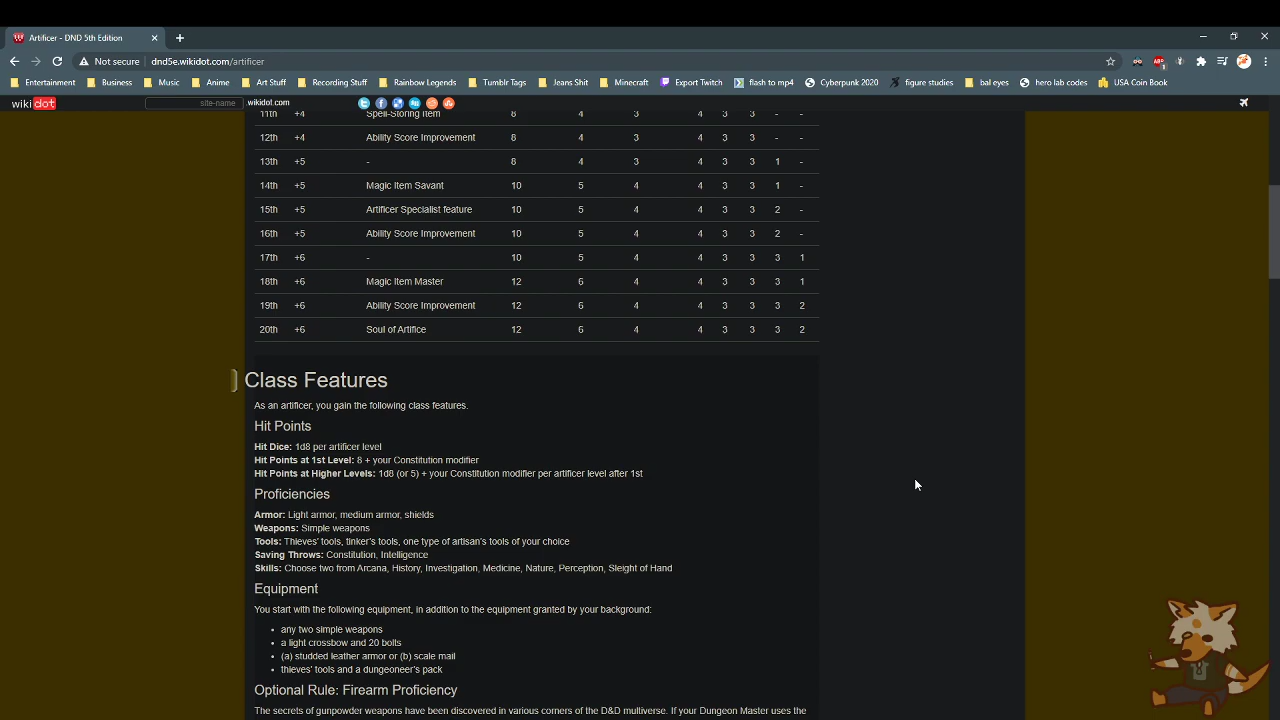 Artificer - DND 5th Edition
Not secure dnd5e.wikidot.com/artificer
Entertainment Business Music Anime Art Stuff Recording Stuff Rainbow Legends Tumblr Tags Jeans Shit Minecraft Export Twitch flash to mp4 Cyberpunk 2020 figure studies bal eyes hero lab codes USA Coin Book
wikidot site-name .wikidot.com
11th +4 Spell-Storing Item 8 4 3 4 3 3 - -
12th +4 Ability Score Improvement 8 4 3 4 3 3 - -
13th +5 - 8 4 3 4 3 3 1 -
14th +5 Magic Item Savant 10 5 4 4 3 3 1 -
15th +5 Artificer Specialist feature 10 5 4 4 3 3 2 -
16th +5 Ability Score Improvement 10 5 4 4 3 3 2 -
17th +6 - 10 5 4 4 3 3 3 1
18th +6 Magic Item Master 12 6 4 4 3 3 3 1
19th +6 Ability Score Improvement 12 6 4 4 3 3 3 2
20th +6 Soul of Artifice 12 6 4 4 3 3 3 2
Class Features
As an artificer, you gain the following class features.
Hit Points
Hit Dice: 1d8 per artificer level
Hit Points at 1st Level: 8 + your Constitution modifier
Hit Points at Higher Levels: 1d8 (or 5) + your Constitution modifier per artificer level after 1st
Proficiencies
Armor: Light armor, medium armor, shields
Weapons: Simple weapons
Tools: Thieves' tools, tinker's tools, one type of artisan's tools of your choice
Saving Throws: Constitution, Intelligence
Skills: Choose two from Arcana, History, Investigation, Medicine, Nature, Perception, Sleight of Hand
Equipment
You start with the following equipment, in addition to the equipment granted by your background:
• any two simple weapons
• a light crossbow and 20 bolts
• (a) studded leather armor or (b) scale mail
• thieves' tools and a dungeoneer's pack
Optional Rule: Firearm Proficiency
The secrets of gunpowder weapons have been discovered in various corners of the D&D multiverse. If your Dungeon Master uses the